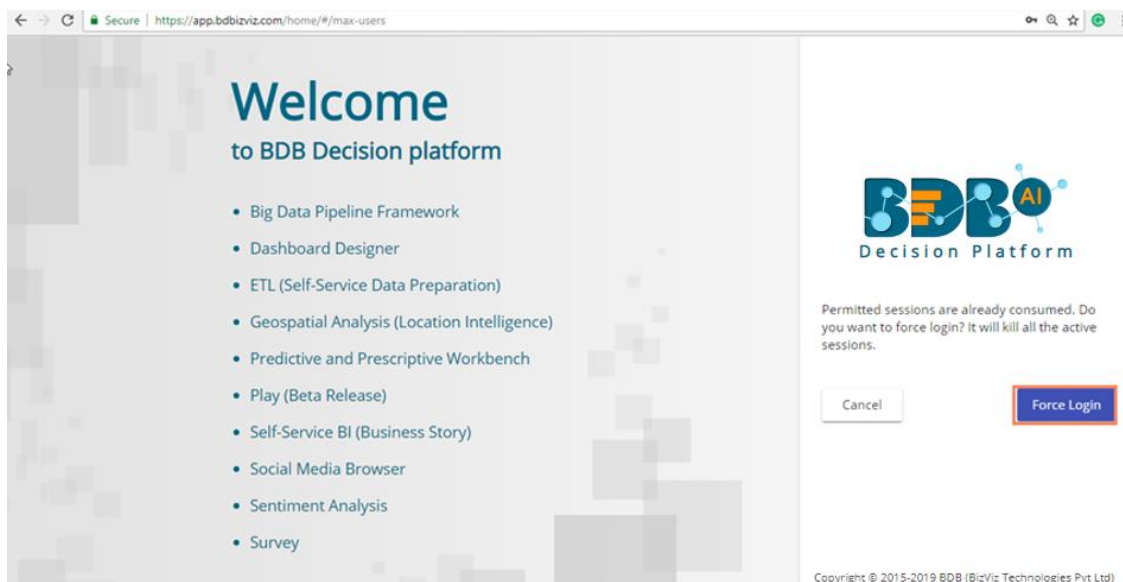 Secure | https://app.bdbizviz.com/home/#/max-users
Welcome
to BDB Decision platform
• Big Data Pipeline Framework
• Dashboard Designer
• ETL (Self-Service Data Preparation)
• Geospatial Analysis (Location Intelligence)
• Predictive and Prescriptive Workbench
• Play (Beta Release)
• Self-Service BI (Business Story)
• Social Media Browser
• Sentiment Analysis
• Survey
BDB AI
Decision Platform
Permitted sessions are already consumed. Do
you want to force login? It will kill all the active
sessions.
Cancel
Force Login
Copyright © 2015-2019 BDB (BizViz Technologies Pvt Ltd)